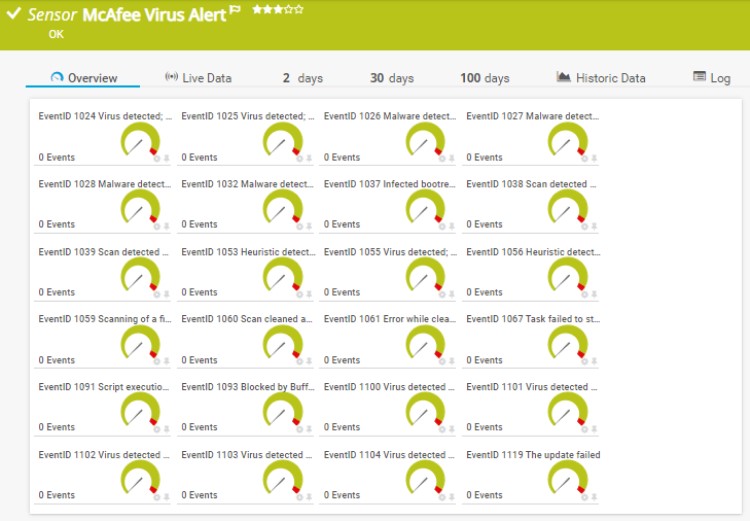 Sensor McAfee Virus Alert
OK
Overview Live Data 2 days 30 days 100 days Historic Data Log
EventID 1024 Virus detected; ... EventID 1025 Virus detected; ... EventID 1026 Malware detect... EventID 1027 Malware detect...
0 Events 0 Events 0 Events 0 Events
EventID 1028 Malware detect... EventID 1032 Malware detect... EventID 1037 Infected bootre... EventID 1038 Scan detected ...
0 Events 0 Events 0 Events 0 Events
EventID 1039 Scan detected ... EventID 1053 Heuristic detect... EventID 1055 Virus detected; ... EventID 1056 Heuristic detect...
0 Events 0 Events 0 Events 0 Events
EventID 1059 Scanning of a fi... EventID 1060 Scan cleaned a... EventID 1061 Error while clea... EventID 1067 Task failed to st...
0 Events 0 Events 0 Events 0 Events
EventID 1091 Script executio... EventID 1093 Blocked by Buff... EventID 1100 Virus detected ... EventID 1101 Virus detected ...
0 Events 0 Events 0 Events 0 Events
EventID 1102 Virus detected ... EventID 1103 Virus detected ... EventID 1104 Virus detected ... EventID 1119 The update failed
0 Events 0 Events 0 Events 0 Events